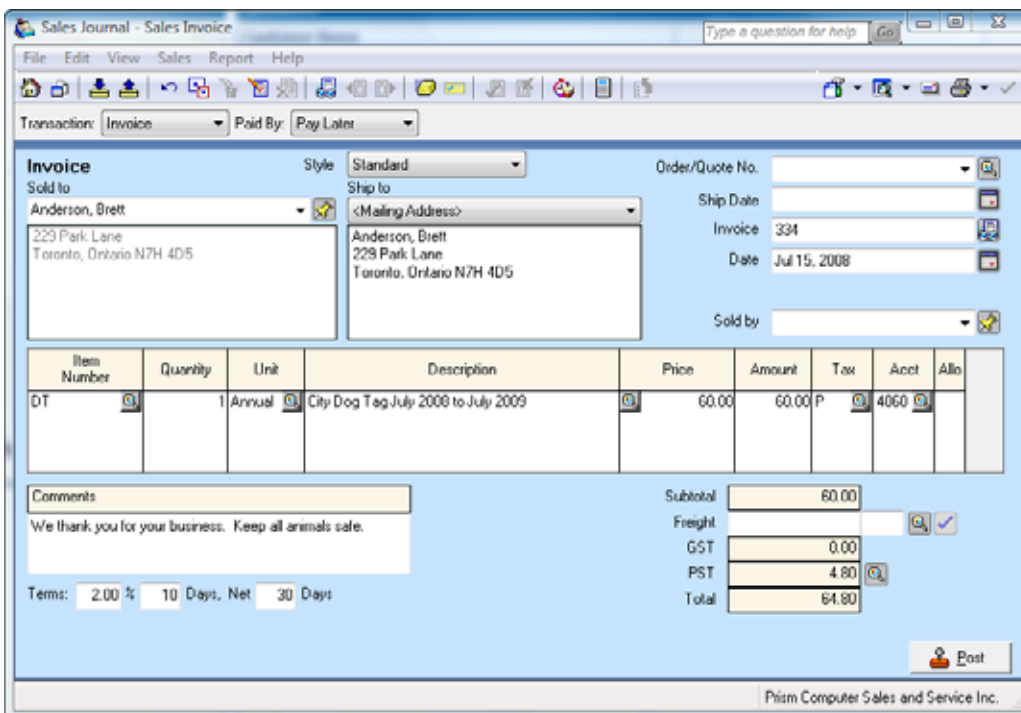 Sales Journal - Sales Invoice
Type a question for help Go
File Edit View Sales Report Help
Transaction: Invoice Paid By: Pay Later
Invoice Style Standard Order/Quote No.
Sold to Ship to
Ship Date
Anderson, Brett <Mailing Address>
Invoice 334
229 Park Lane Anderson, Brett
Toronto, Ontario N7H 4D5 229 Park Lane
Toronto, Ontario N7H 4D5
Date Jul 15, 2008
Sold by
Item Number Quantity Unit Description Price Amount Tax Acct Allo
DT 1 Annual City Dog Tag July 2008 to July 2009 60.00 60.00 P 4060
Comments Subtotal 60.00
We thank you for your business. Keep all animals safe. Freight
GST 0.00
PST 4.80
Terms: 2.00 % 10 Days, Net 30 Days Total 64.80
Post
Prism Computer Sales and Service Inc.